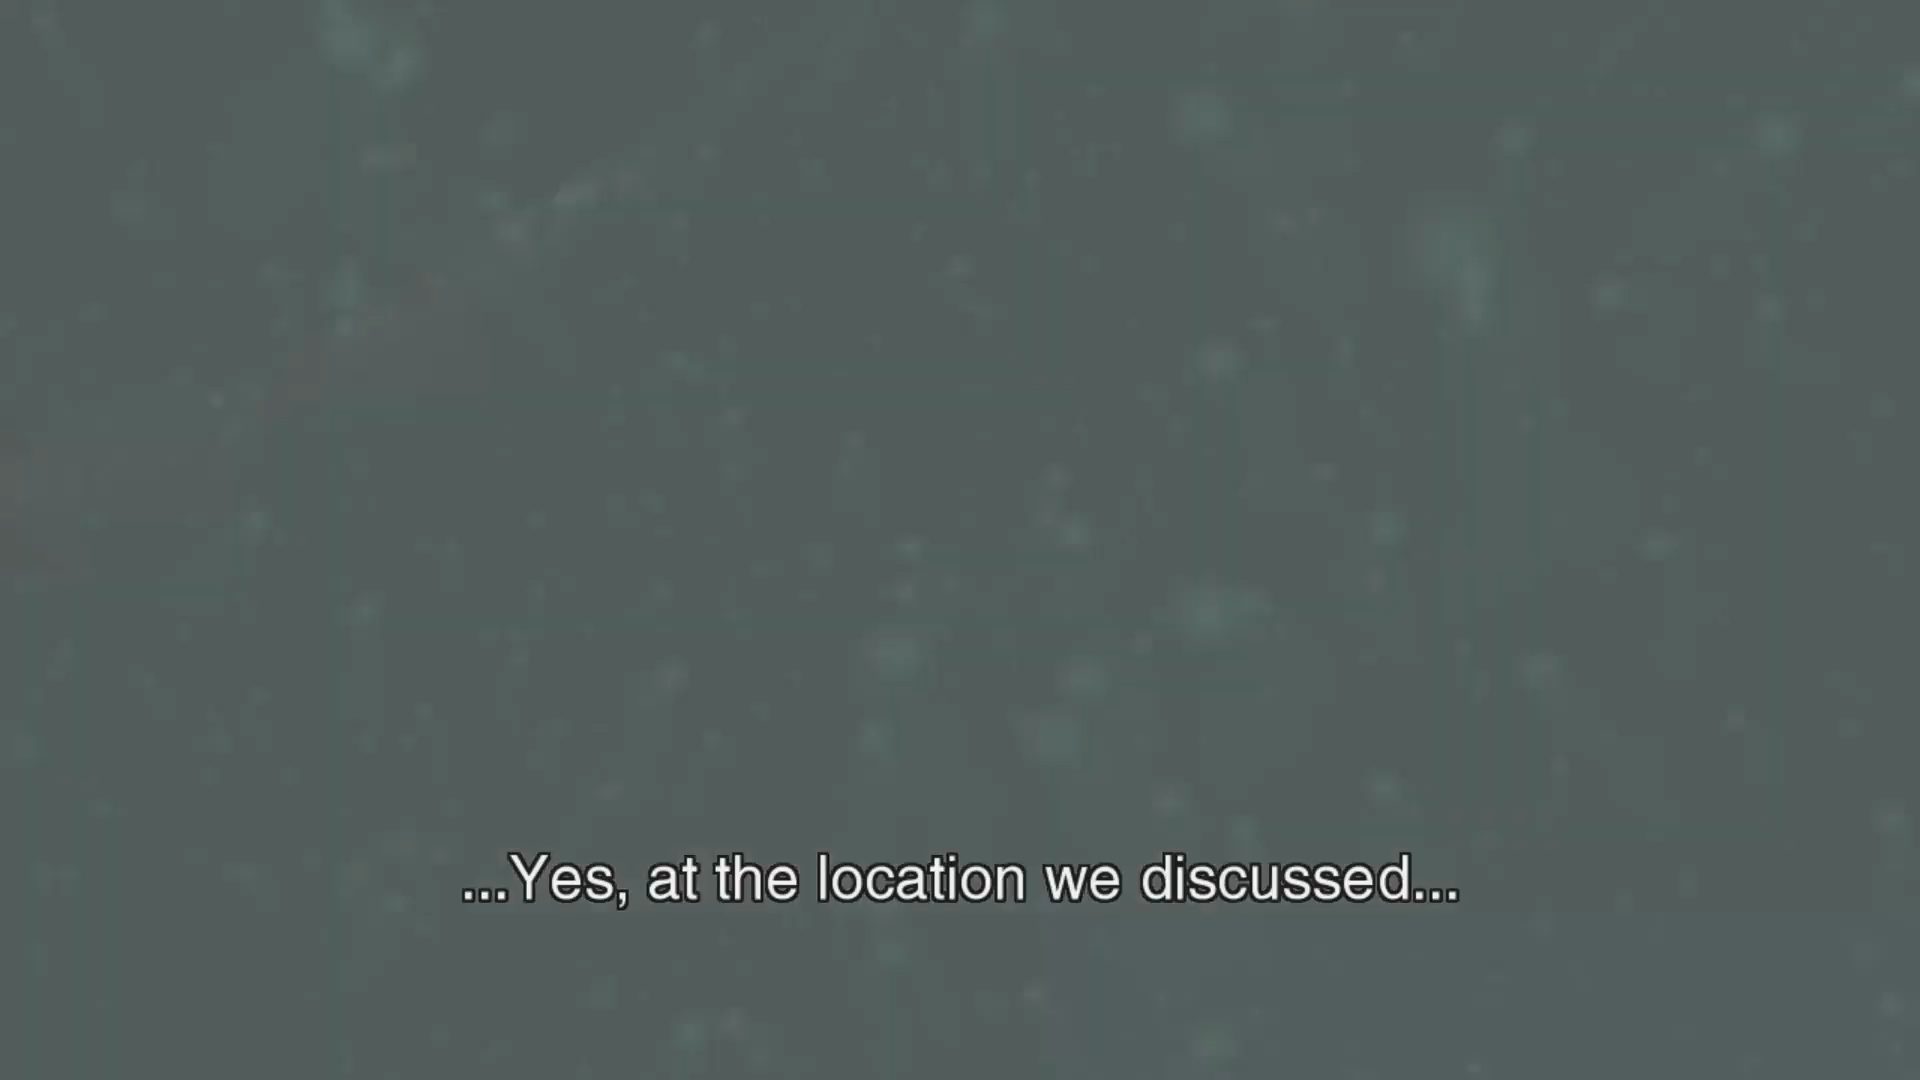 ...Yes, at the location we discussed...